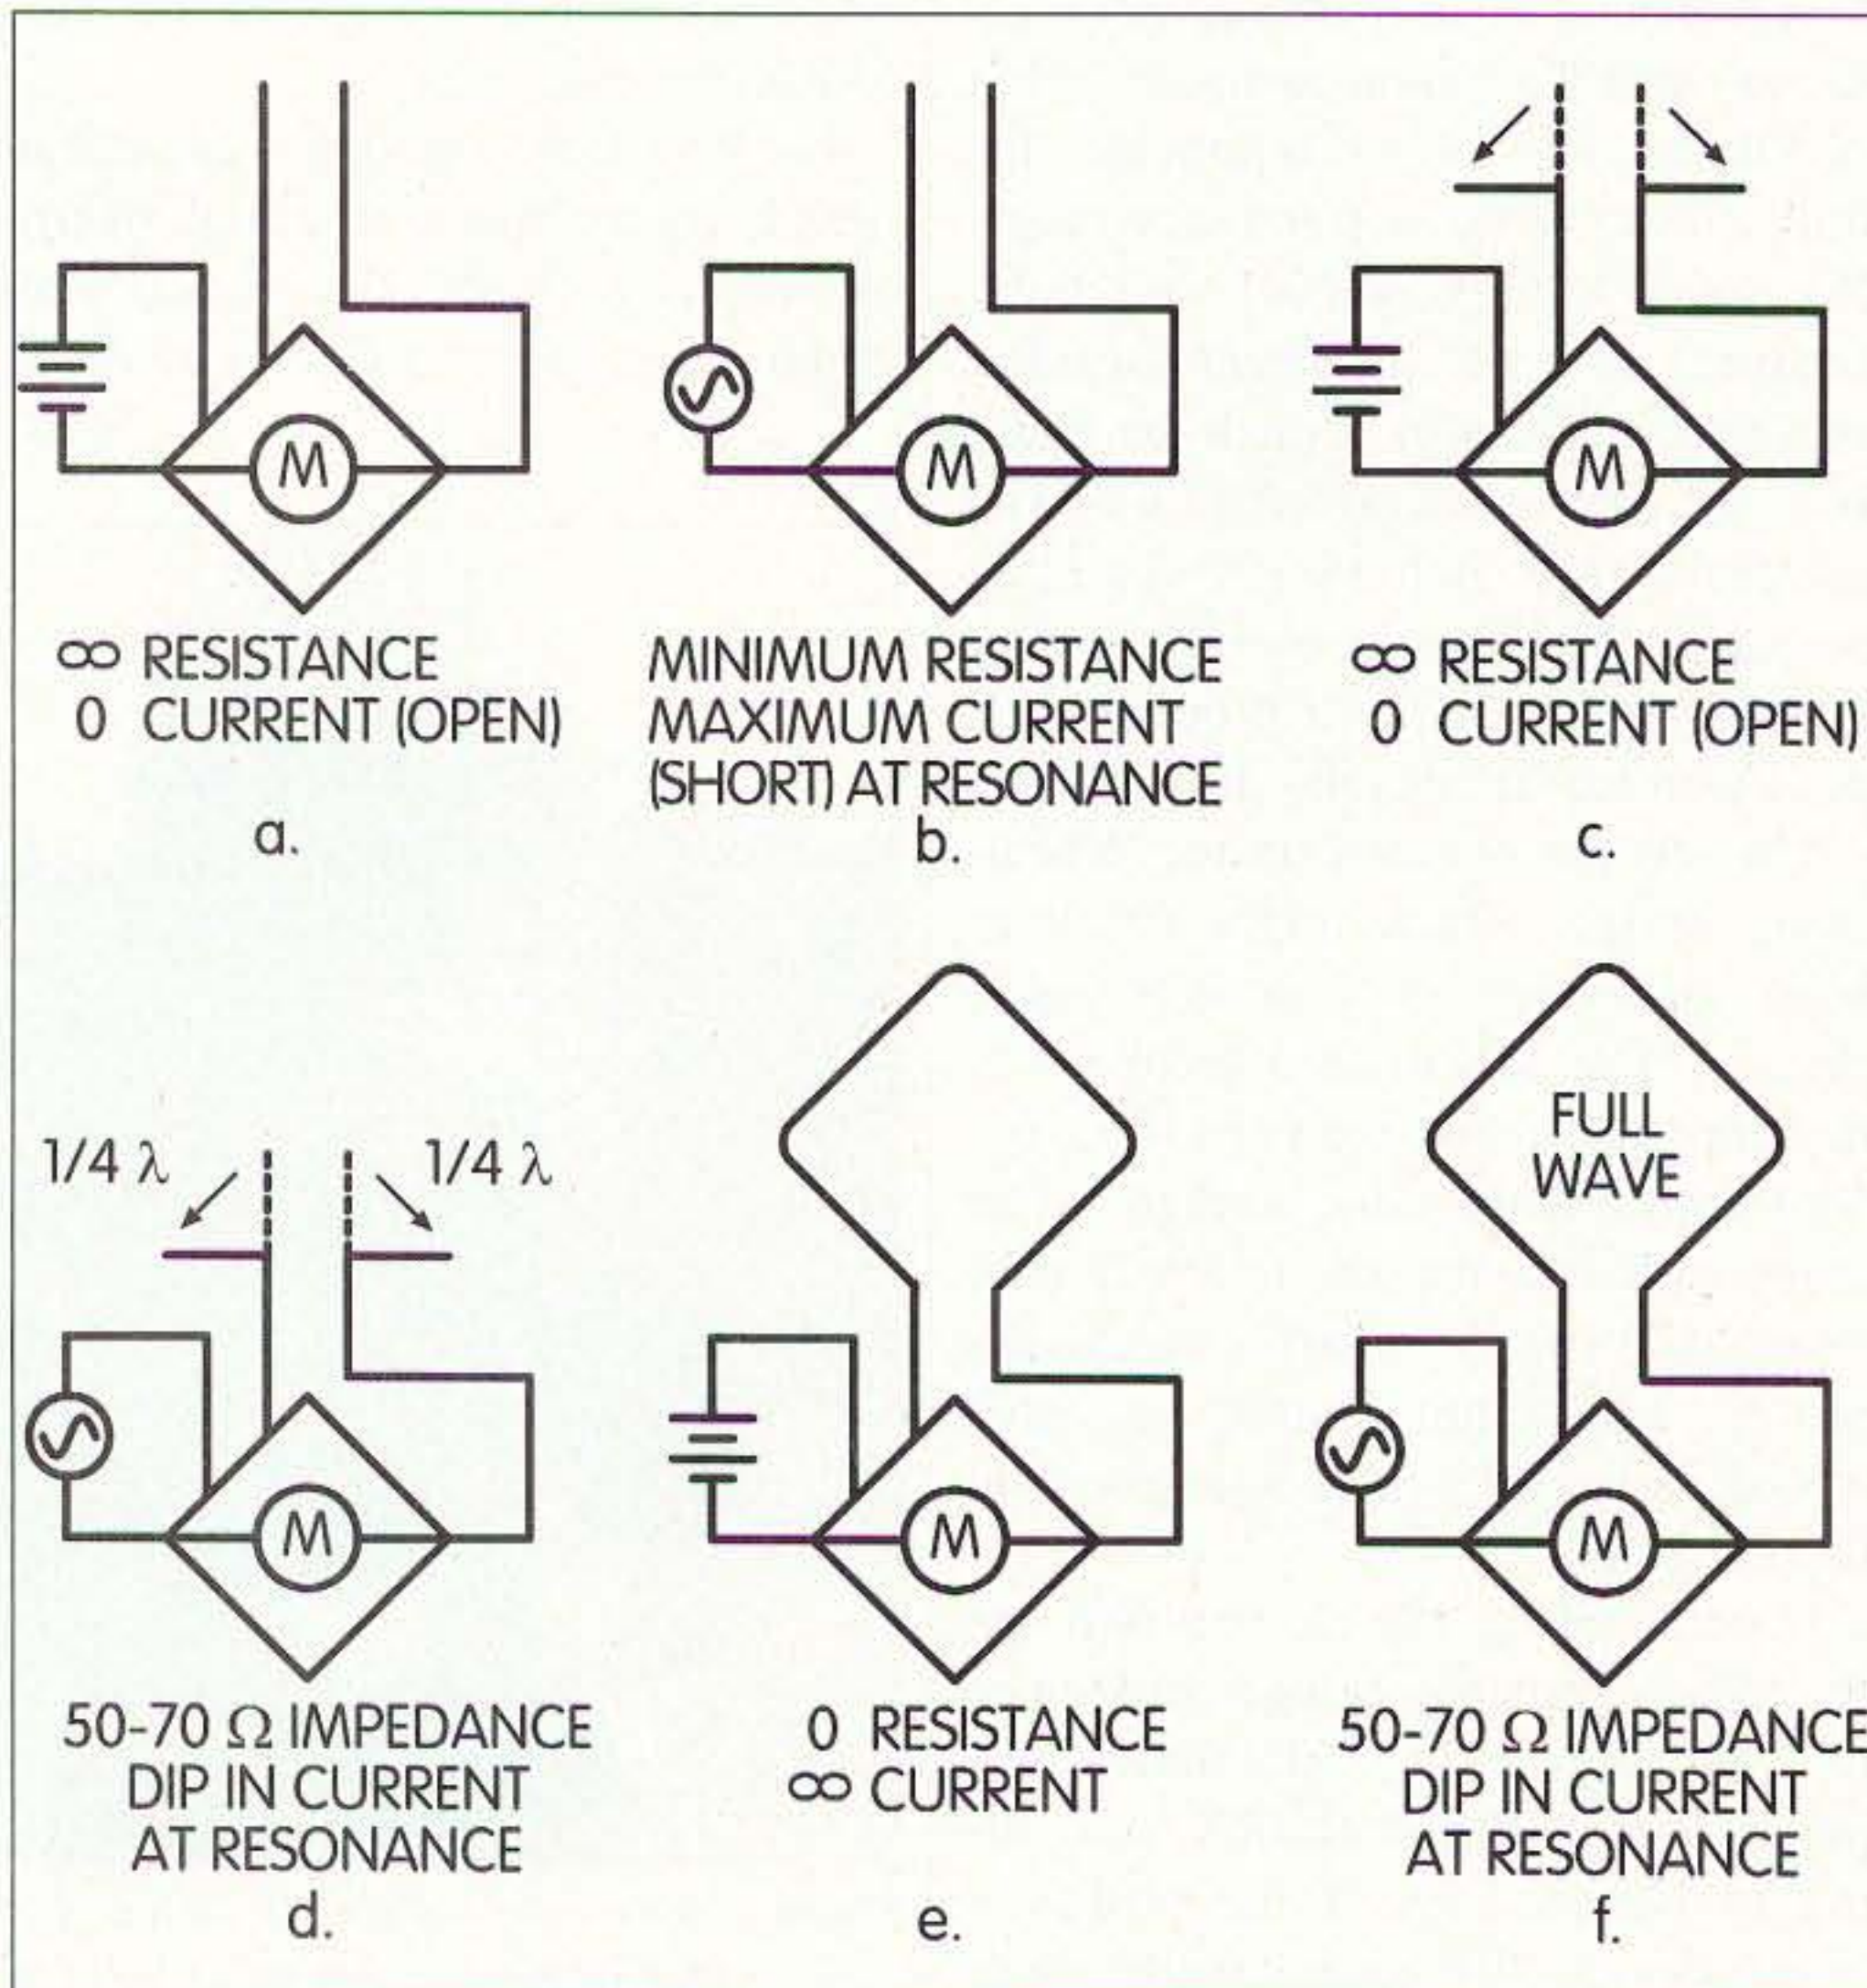 M
∞ RESISTANCE
0 CURRENT (OPEN)
a.
M
MINIMUM RESISTANCE
MAXIMUM CURRENT
(SHORT) AT RESONANCE
b.
M
∞ RESISTANCE
0 CURRENT (OPEN)
c.
1/4 λ
1/4 λ
M
50-70 Ω IMPEDANCE
DIP IN CURRENT
AT RESONANCE
d.
M
0 RESISTANCE
∞ CURRENT
e.
FULL
WAVE
M
50-70 Ω IMPEDANCE
DIP IN CURRENT
AT RESONANCE
f.